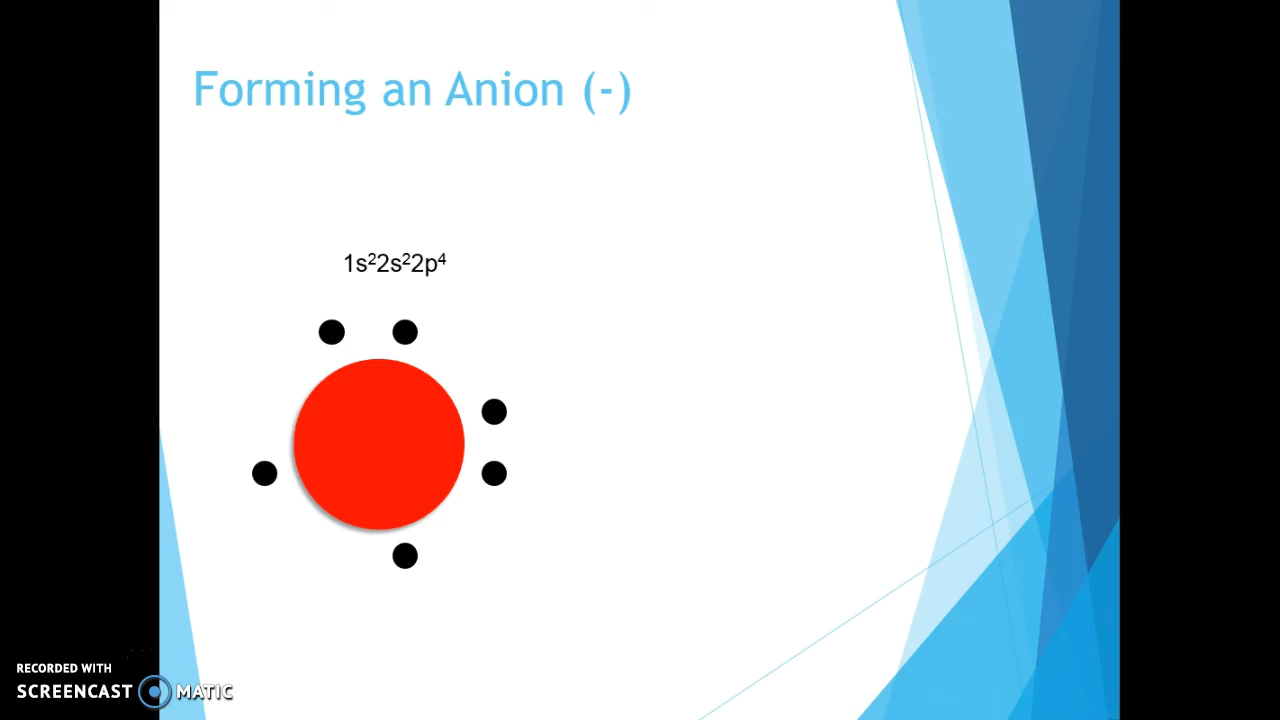 Forming an Anion (-)
1s²2s²2p⁴
RECORDED WITH
SCREENCAST MATIC